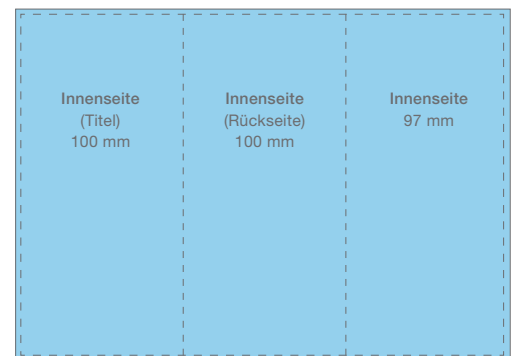 Innenseite
(Titel)
100 mm
Innenseite
(Rückseite)
100 mm
Innenseite
97 mm